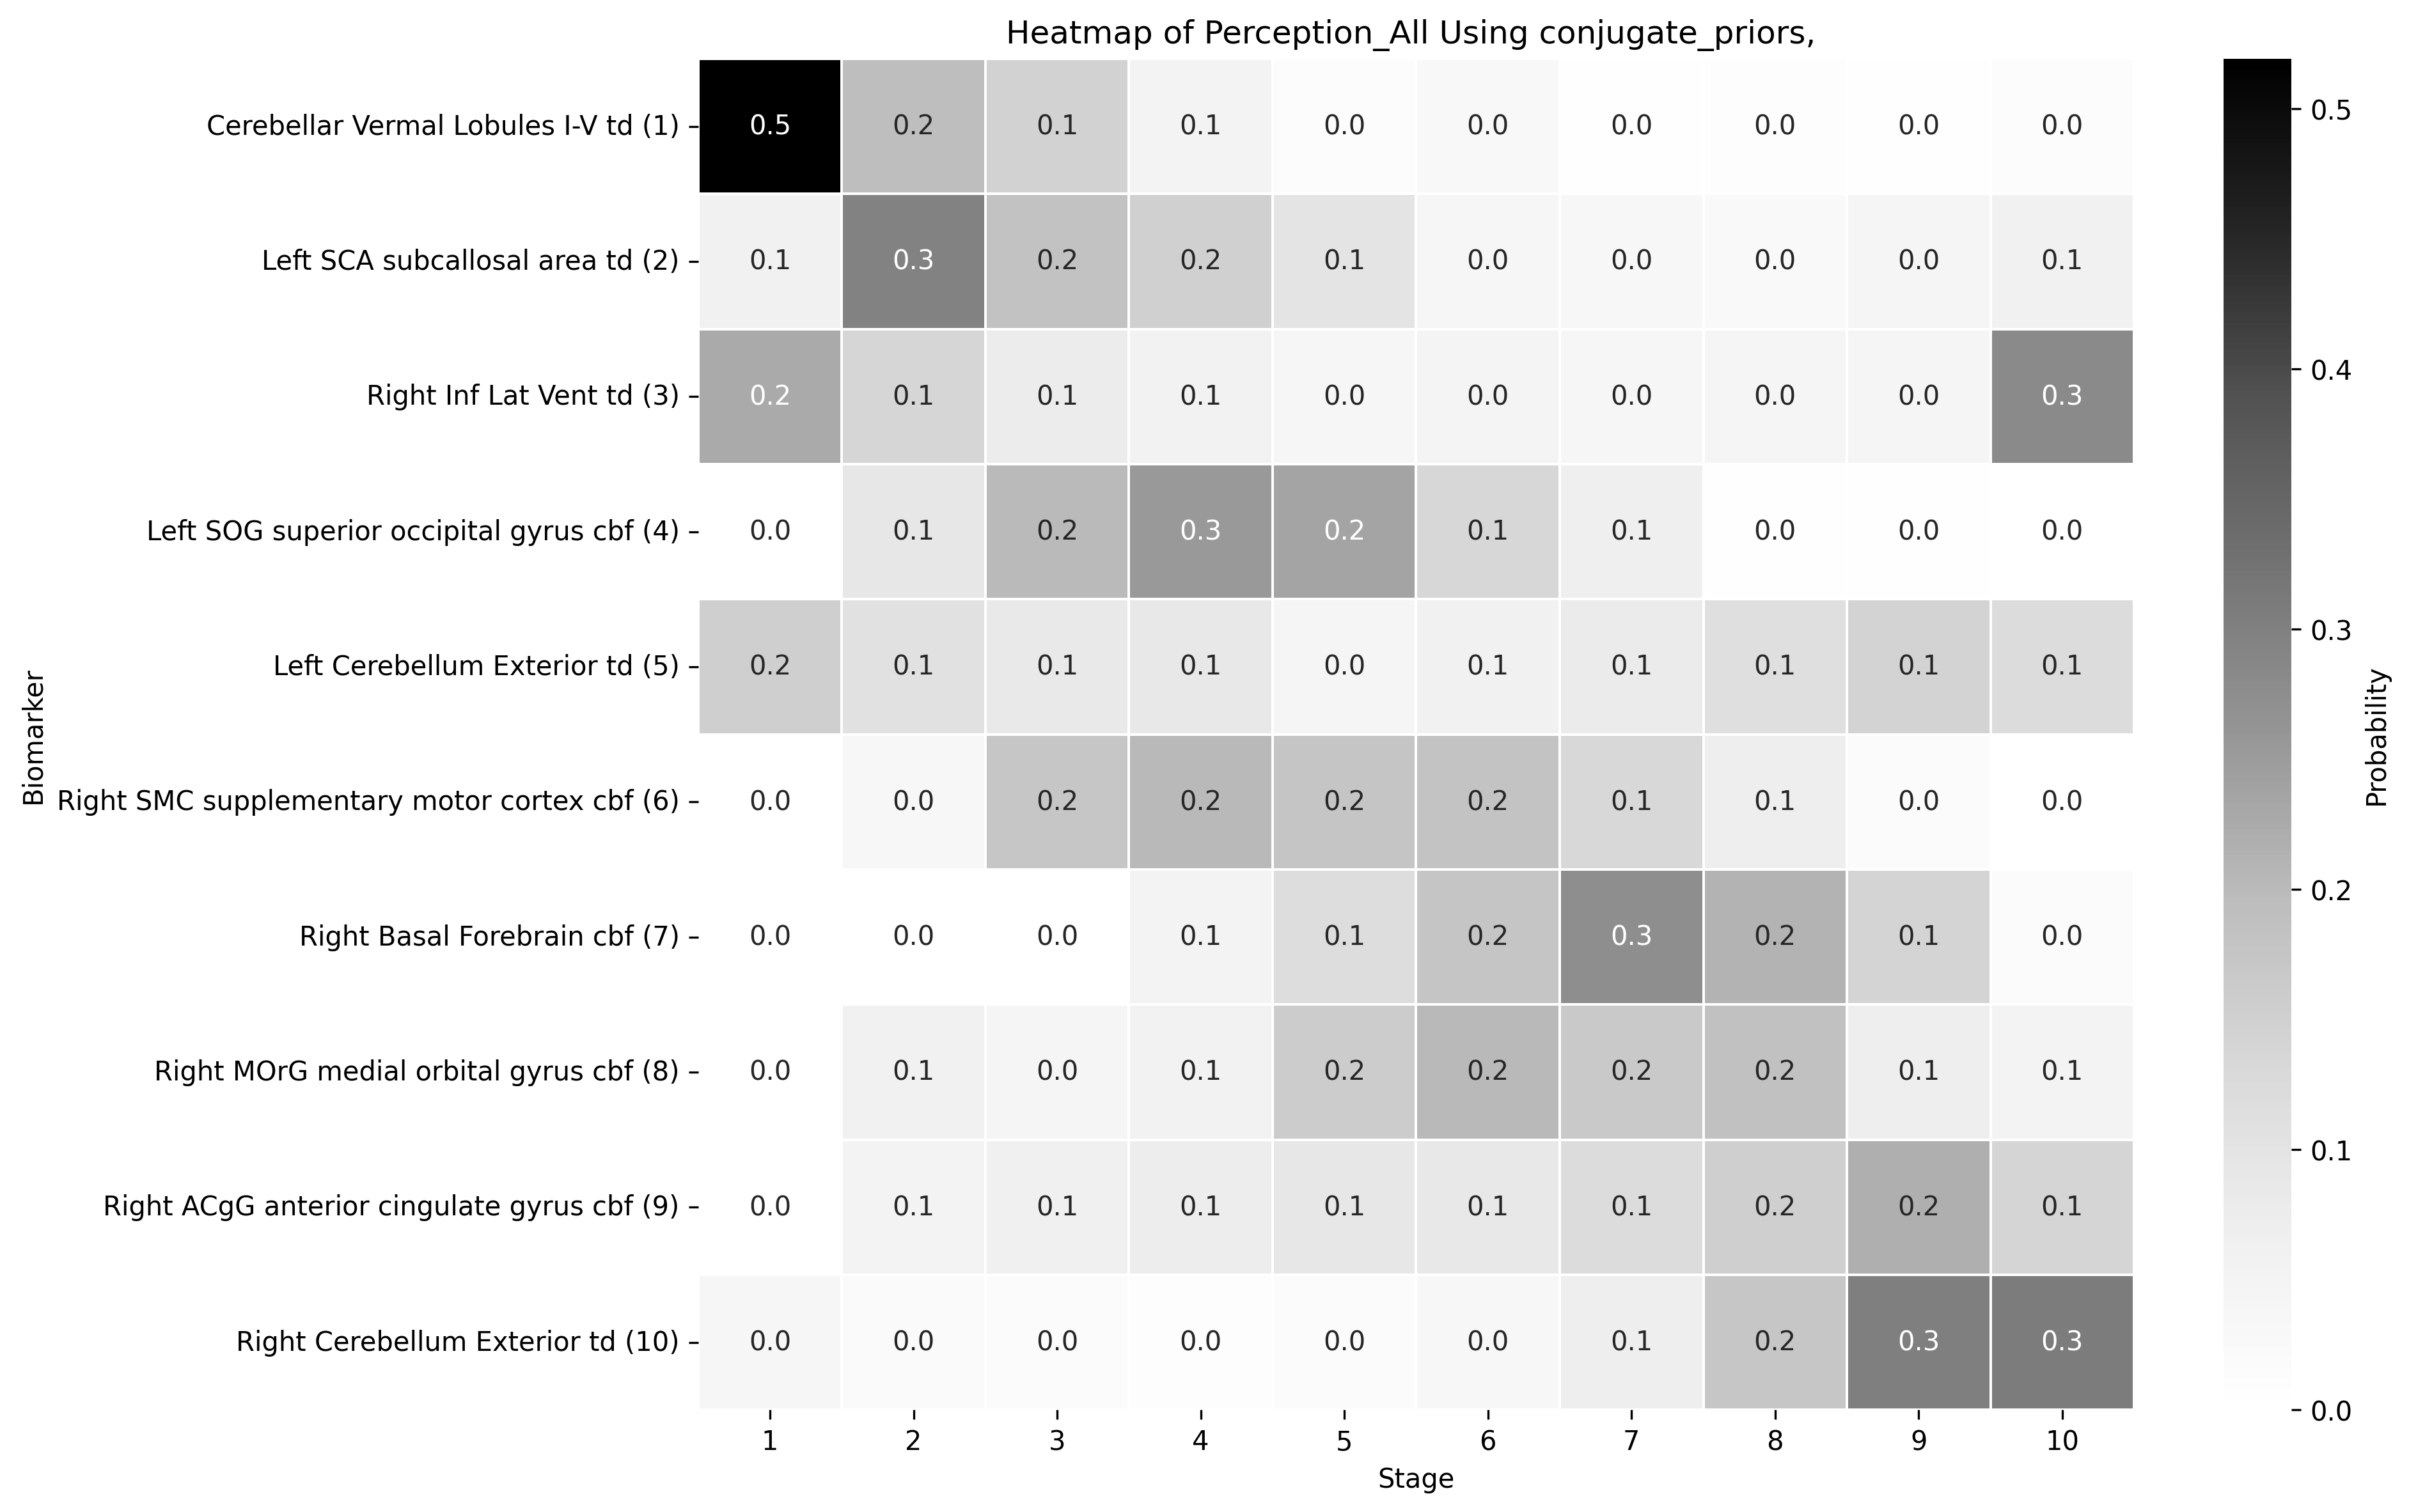 Heatmap of Perception_All Using conjugate_priors,
Biomarker
Cerebellar Vermal Lobules I-V td (1) 0.5 0.2 0.1 0.1 0.0 0.0 0.0 0.0 0.0 0.0
Left SCA subcallosal area td (2) 0.1 0.3 0.2 0.2 0.1 0.0 0.0 0.0 0.0 0.1
Right Inf Lat Vent td (3) 0.2 0.1 0.1 0.1 0.0 0.0 0.0 0.0 0.0 0.3
Left SOG superior occipital gyrus cbf (4) 0.0 0.1 0.2 0.3 0.2 0.1 0.1 0.0 0.0 0.0
Left Cerebellum Exterior td (5) 0.2 0.1 0.1 0.1 0.0 0.1 0.1 0.1 0.1 0.1
Right SMC supplementary motor cortex cbf (6) 0.0 0.0 0.2 0.2 0.2 0.2 0.1 0.1 0.0 0.0
Right Basal Forebrain cbf (7) 0.0 0.0 0.0 0.1 0.1 0.2 0.3 0.2 0.1 0.0
Right MOrG medial orbital gyrus cbf (8) 0.0 0.1 0.0 0.1 0.2 0.2 0.2 0.2 0.1 0.1
Right ACgG anterior cingulate gyrus cbf (9) 0.0 0.1 0.1 0.1 0.1 0.1 0.1 0.2 0.2 0.1
Right Cerebellum Exterior td (10) 0.0 0.0 0.0 0.0 0.0 0.0 0.1 0.2 0.3 0.3
1 2 3 4 5 6 7 8 9 10
Stage
0.5
0.4
0.3
0.2
0.1
0.0
Probability